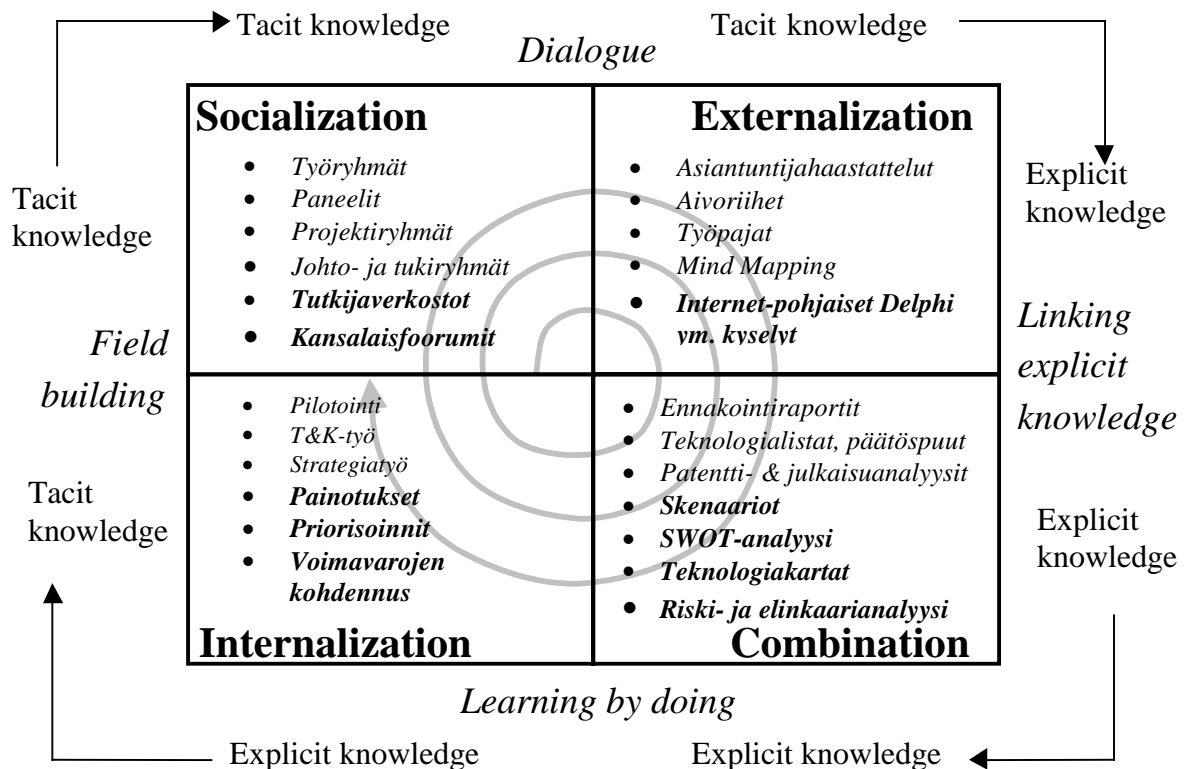 Tacit knowledge
Tacit knowledge
Dialogue
Socialization
Työryhmät
Paneelit
Projektiryhmät
Johto- ja tukiryhmät
Tutkijaverkostot
Kansalaisfoorumit
Externalization
Asiantuntijahaastattelut
Aivoriihet
Työpajat
Mind Mapping
Internet-pohjaiset Delphi
ym. kyselyt
Tacit
knowledge
Explicit
knowledge
Field
building
Linking
explicit
knowledge
Pilotointi
T&K-työ
Strategiatyö
Painotukset
Priorisoinnit
Voimavarojen
kohdennus
Internalization
Ennakointiraportit
Teknologialistat, päätöspuut
Patentti- & julkaisuanalyysit
Skenaariot
SWOT-analyysi
Teknologiakartat
Riski- ja elinkaarianalyysi
Combination
Tacit
knowledge
Explicit
knowledge
Learning by doing
Explicit knowledge
Explicit knowledge